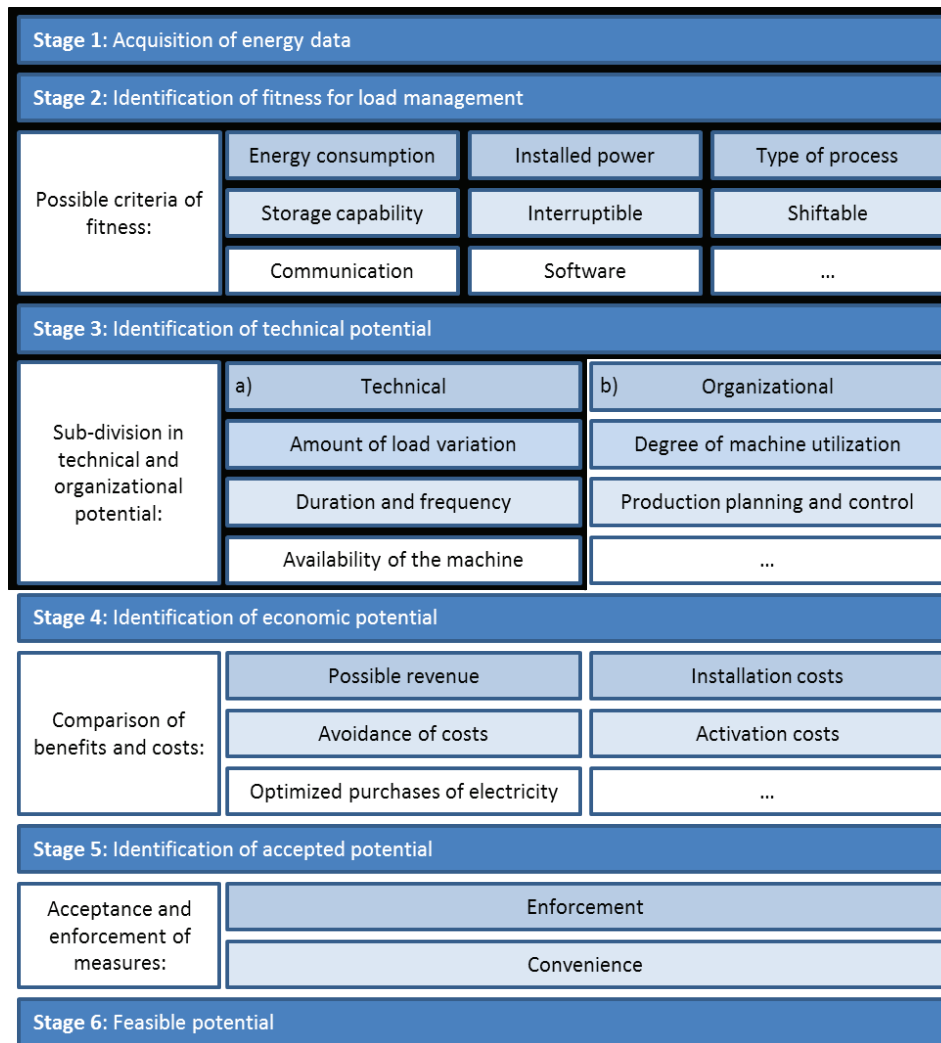 Stage 1: Acquisition of energy data
Stage 2: Identification of fitness for load management
Possible criteria of
fitness:
Energy consumption
Installed power
Type of process
Storage capability
Interruptible
Shiftable
Communication
Software
...
Stage 3: Identification of technical potential
Sub-division in
technical and
organizational
potential:
a) Technical
b) Organizational
Amount of load variation
Degree of machine utilization
Duration and frequency
Production planning and control
Availability of the machine
...
Stage 4: Identification of economic potential
Comparison of
benefits and costs:
Possible revenue
Installation costs
Avoidance of costs
Activation costs
Optimized purchases of electricity
...
Stage 5: Identification of accepted potential
Acceptance and
enforcement of
measures:
Enforcement
Convenience
Stage 6: Feasible potential